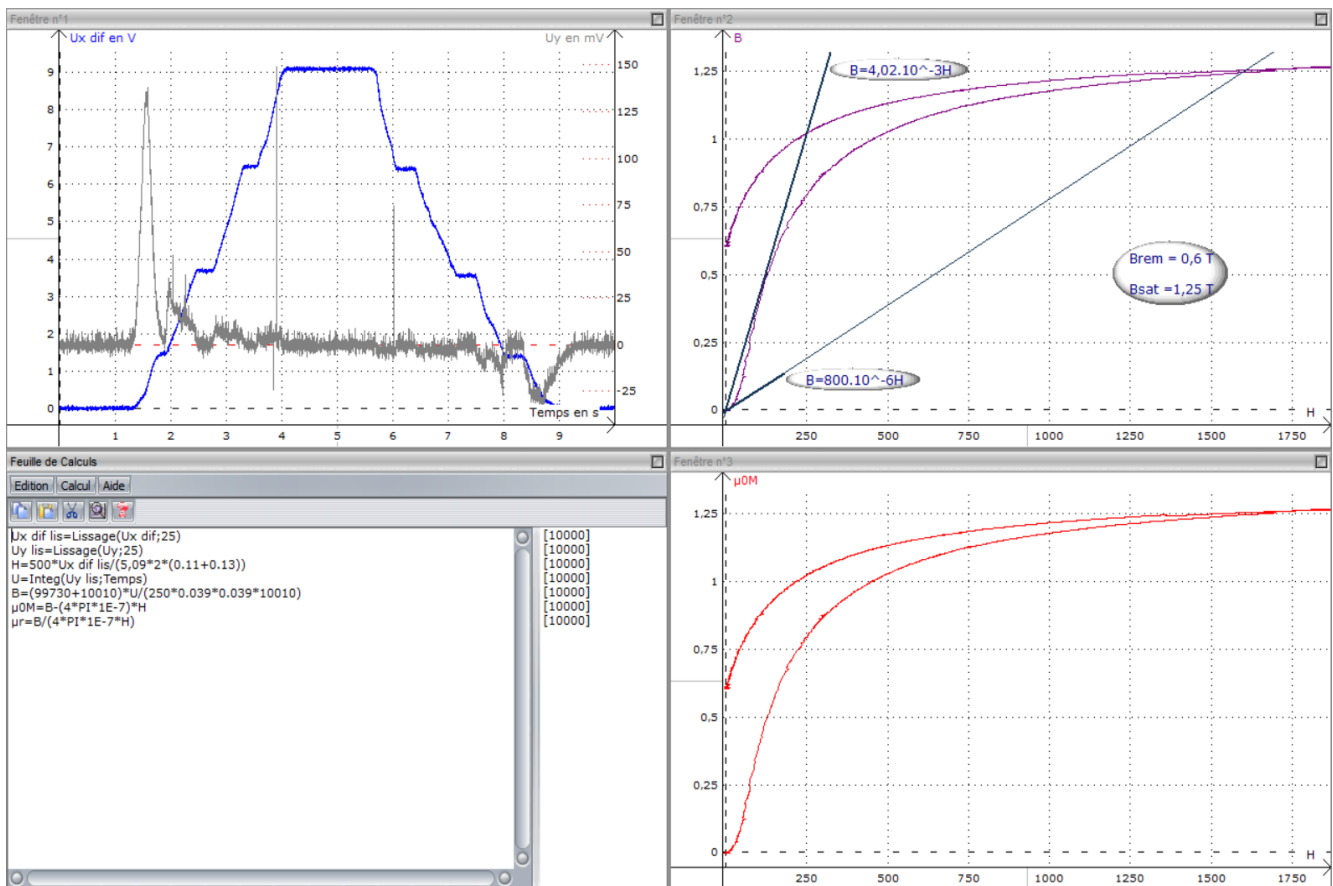 Fenêtre n°1
Ux dif en V
Uy en mV
9
8
7
6
5
4
3
2
1
0
150
125
100
75
50
25
0
-25
Temps en s
1 2 3 4 5 6 7 8 9
Fenêtre n°2
B
B=4,02.10^-3H
1,25
1
0,75
0,5
0,25
0
Brem = 0,6 T
Bsat =1,25 T
B=800.10^-6H
H
250 500 750 1000 1250 1500 1750
Feuille de Calculs
Edition Calcul Aide
Ux dif lis=Lissage(Ux dif;25) [10000]
Uy lis=Lissage(Uy;25) [10000]
H=500*Ux dif lis/(5,09*2*(0.11+0.13)) [10000]
U=Integ(Uy lis;Temps) [10000]
B=(99730+10010)*U/(250*0.039*0.039*10010) [10000]
µ0M=B-(4*PI*1E-7)*H [10000]
µr=B/(4*PI*1E-7*H) [10000]
Fenêtre n°3
µ0M
1,25
1
0,75
0,5
0,25
0
H
250 500 750 1000 1250 1500 1750